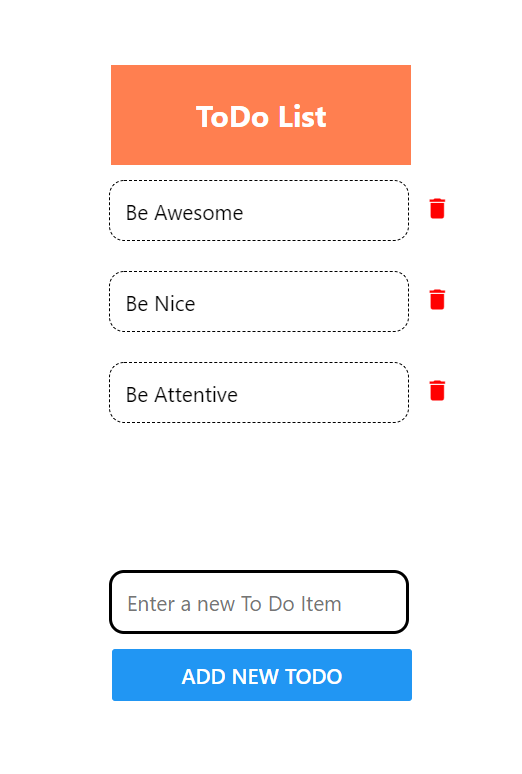 ToDo List
Be Awesome
Be Nice
Be Attentive
Enter a new To Do Item
ADD NEW TODO